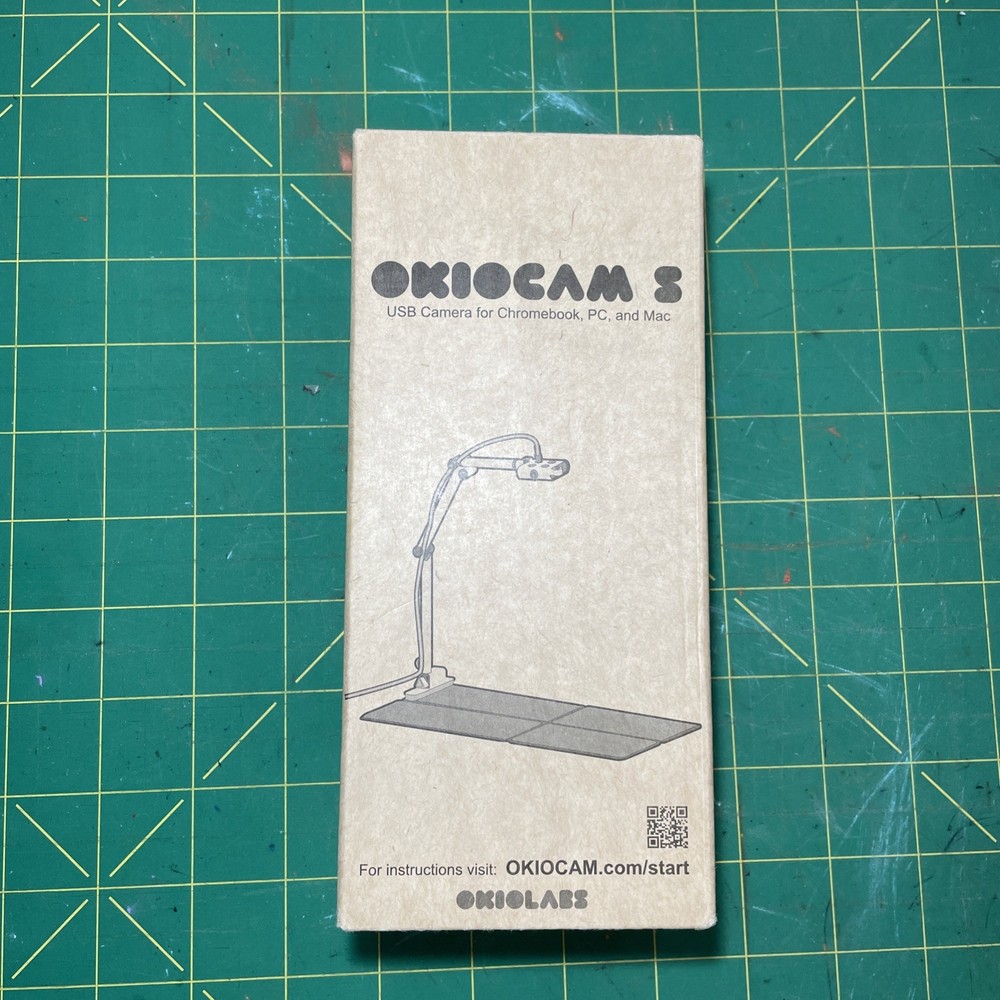 OKIOCAM S
USB Camera for Chromebook, PC, and Mac
For instructions visit: OKIOCAM.com/start
OKIOLABS